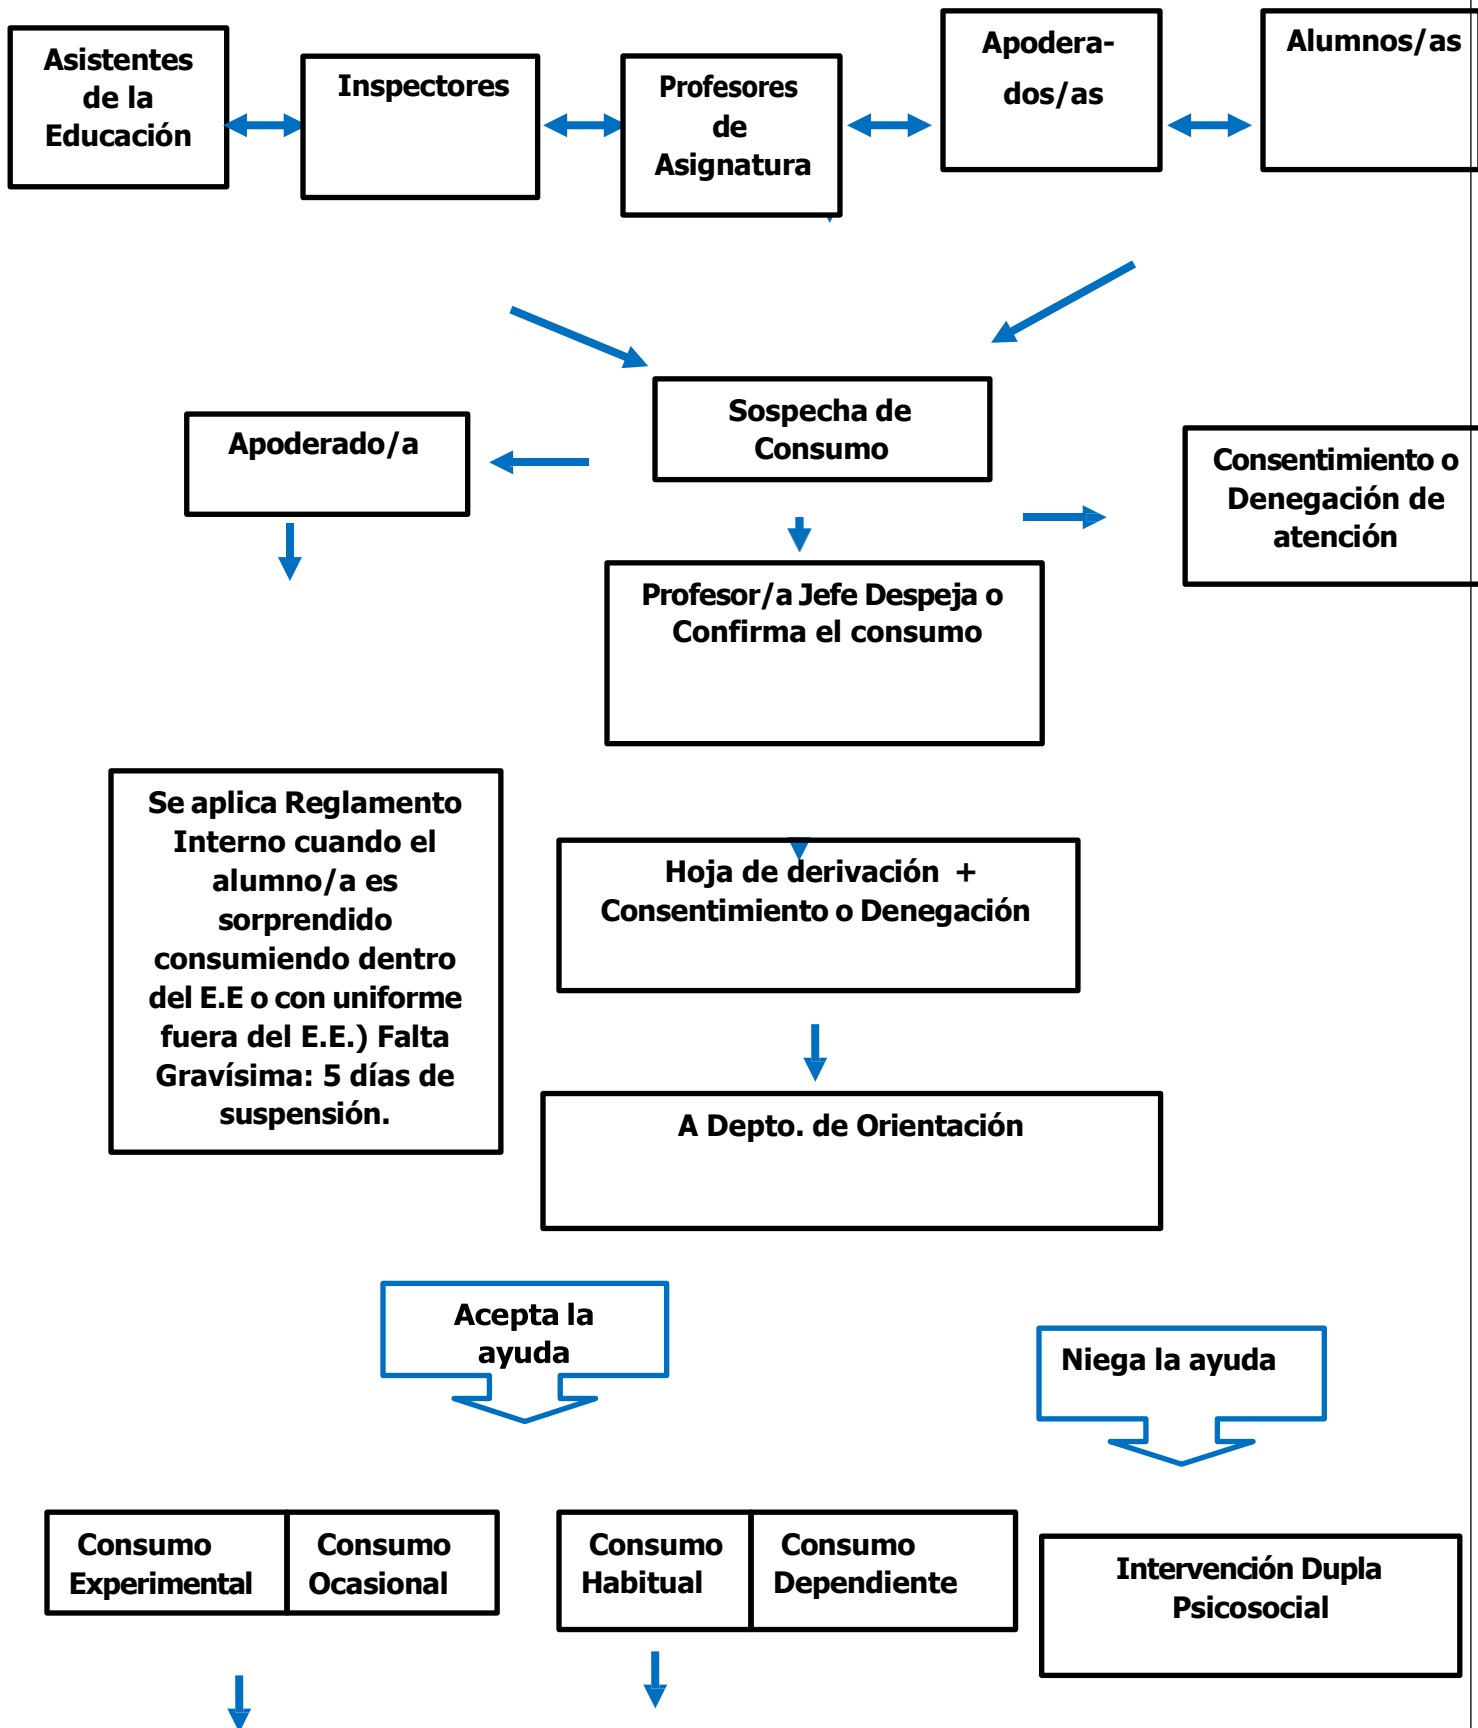 Asistentes
de la
Educación
Inspectores
Profesores
de
Asignatura
Apodera-
dos/as
Alumnos/as
Sospecha de
Consumo
Apoderado/a
Consentimiento o
Denegación de
atención
Profesor/a Jefe Despeja o
Confirma el consumo
Se aplica Reglamento
Interno cuando el
alumno/a es
sorprendido
consumiendo dentro
del E.E o con uniforme
fuera del E.E.) Falta
Gravísima: 5 días de
suspensión.
Hoja de derivación +
Consentimiento o Denegación
A Depto. de Orientación
Acepta la
ayuda
Niega la ayuda
Consumo
Experimental
Consumo
Ocasional
Consumo
Habitual
Consumo
Dependiente
Intervención Dupla
Psicosocial